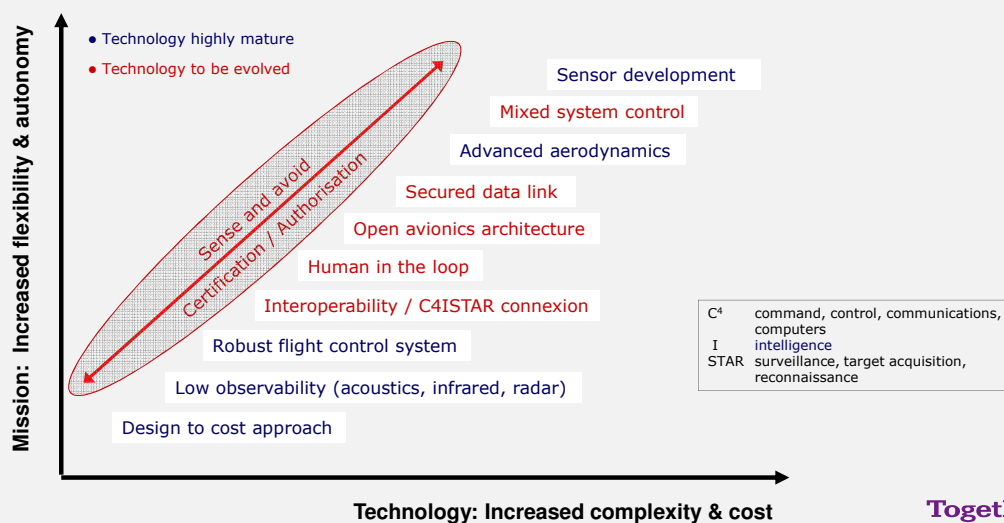 Mission: Increased flexibility & autonomy
• Technology highly mature
• Technology to be evolved
Sense and avoid
Certification / Authorisation
Sensor development
Mixed system control
Advanced aerodynamics
Secured data link
Open avionics architecture
Human in the loop
Interoperability / C4ISTAR connexion
Robust flight control system
Low observability (acoustics, infrared, radar)
Design to cost approach
C⁴ command, control, communications,
computers
I intelligence
STAR surveillance, target acquisition,
reconnaissance
Technology: Increased complexity & cost